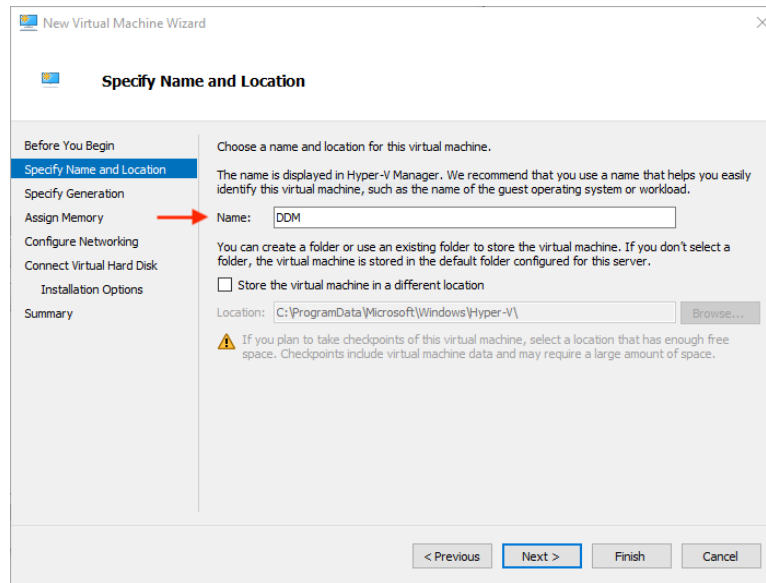 New Virtual Machine Wizard
Specify Name and Location
Before You Begin
Specify Name and Location
Specify Generation
Assign Memory
Configure Networking
Connect Virtual Hard Disk
Installation Options
Summary
Choose a name and location for this virtual machine.
The name is displayed in Hyper-V Manager. We recommend that you use a name that helps you easily
identify this virtual machine, such as the name of the guest operating system or workload.
Name: DDM
You can create a folder or use an existing folder to store the virtual machine. If you don't select a
folder, the virtual machine is stored in the default folder configured for this server.
Store the virtual machine in a different location
Location: C:\ProgramData\Microsoft\Windows\Hyper-V\ Browse...
If you plan to take checkpoints of this virtual machine, select a location that has enough free
space. Checkpoints include virtual machine data and may require a large amount of space.
< Previous Next > Finish Cancel